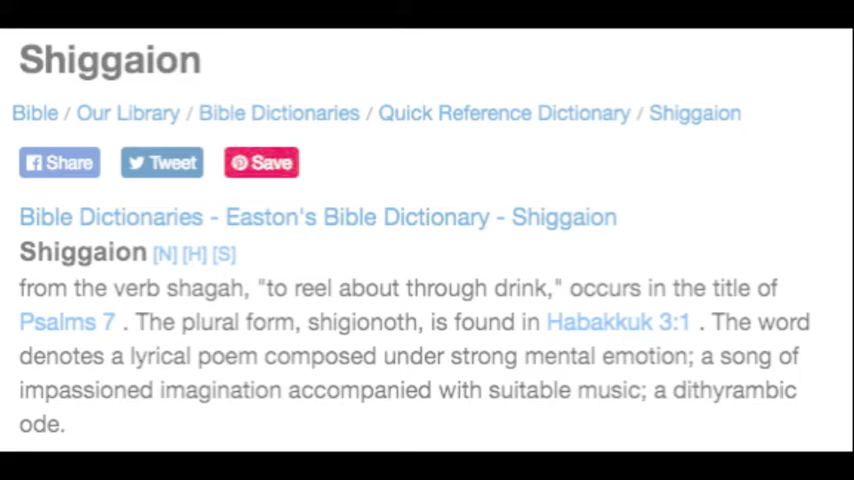 Shiggaion
Bible / Our Library / Bible Dictionaries / Quick Reference Dictionary / Shiggaion
Share Tweet Save
Bible Dictionaries - Easton's Bible Dictionary - Shiggaion
Shiggaion [N] [H] [S]
from the verb shagah, "to reel about through drink," occurs in the title of
Psalms 7 . The plural form, shigionoth, is found in Habakkuk 3:1 . The word
denotes a lyrical poem composed under strong mental emotion; a song of
impassioned imagination accompanied with suitable music; a dithyrambic
ode.